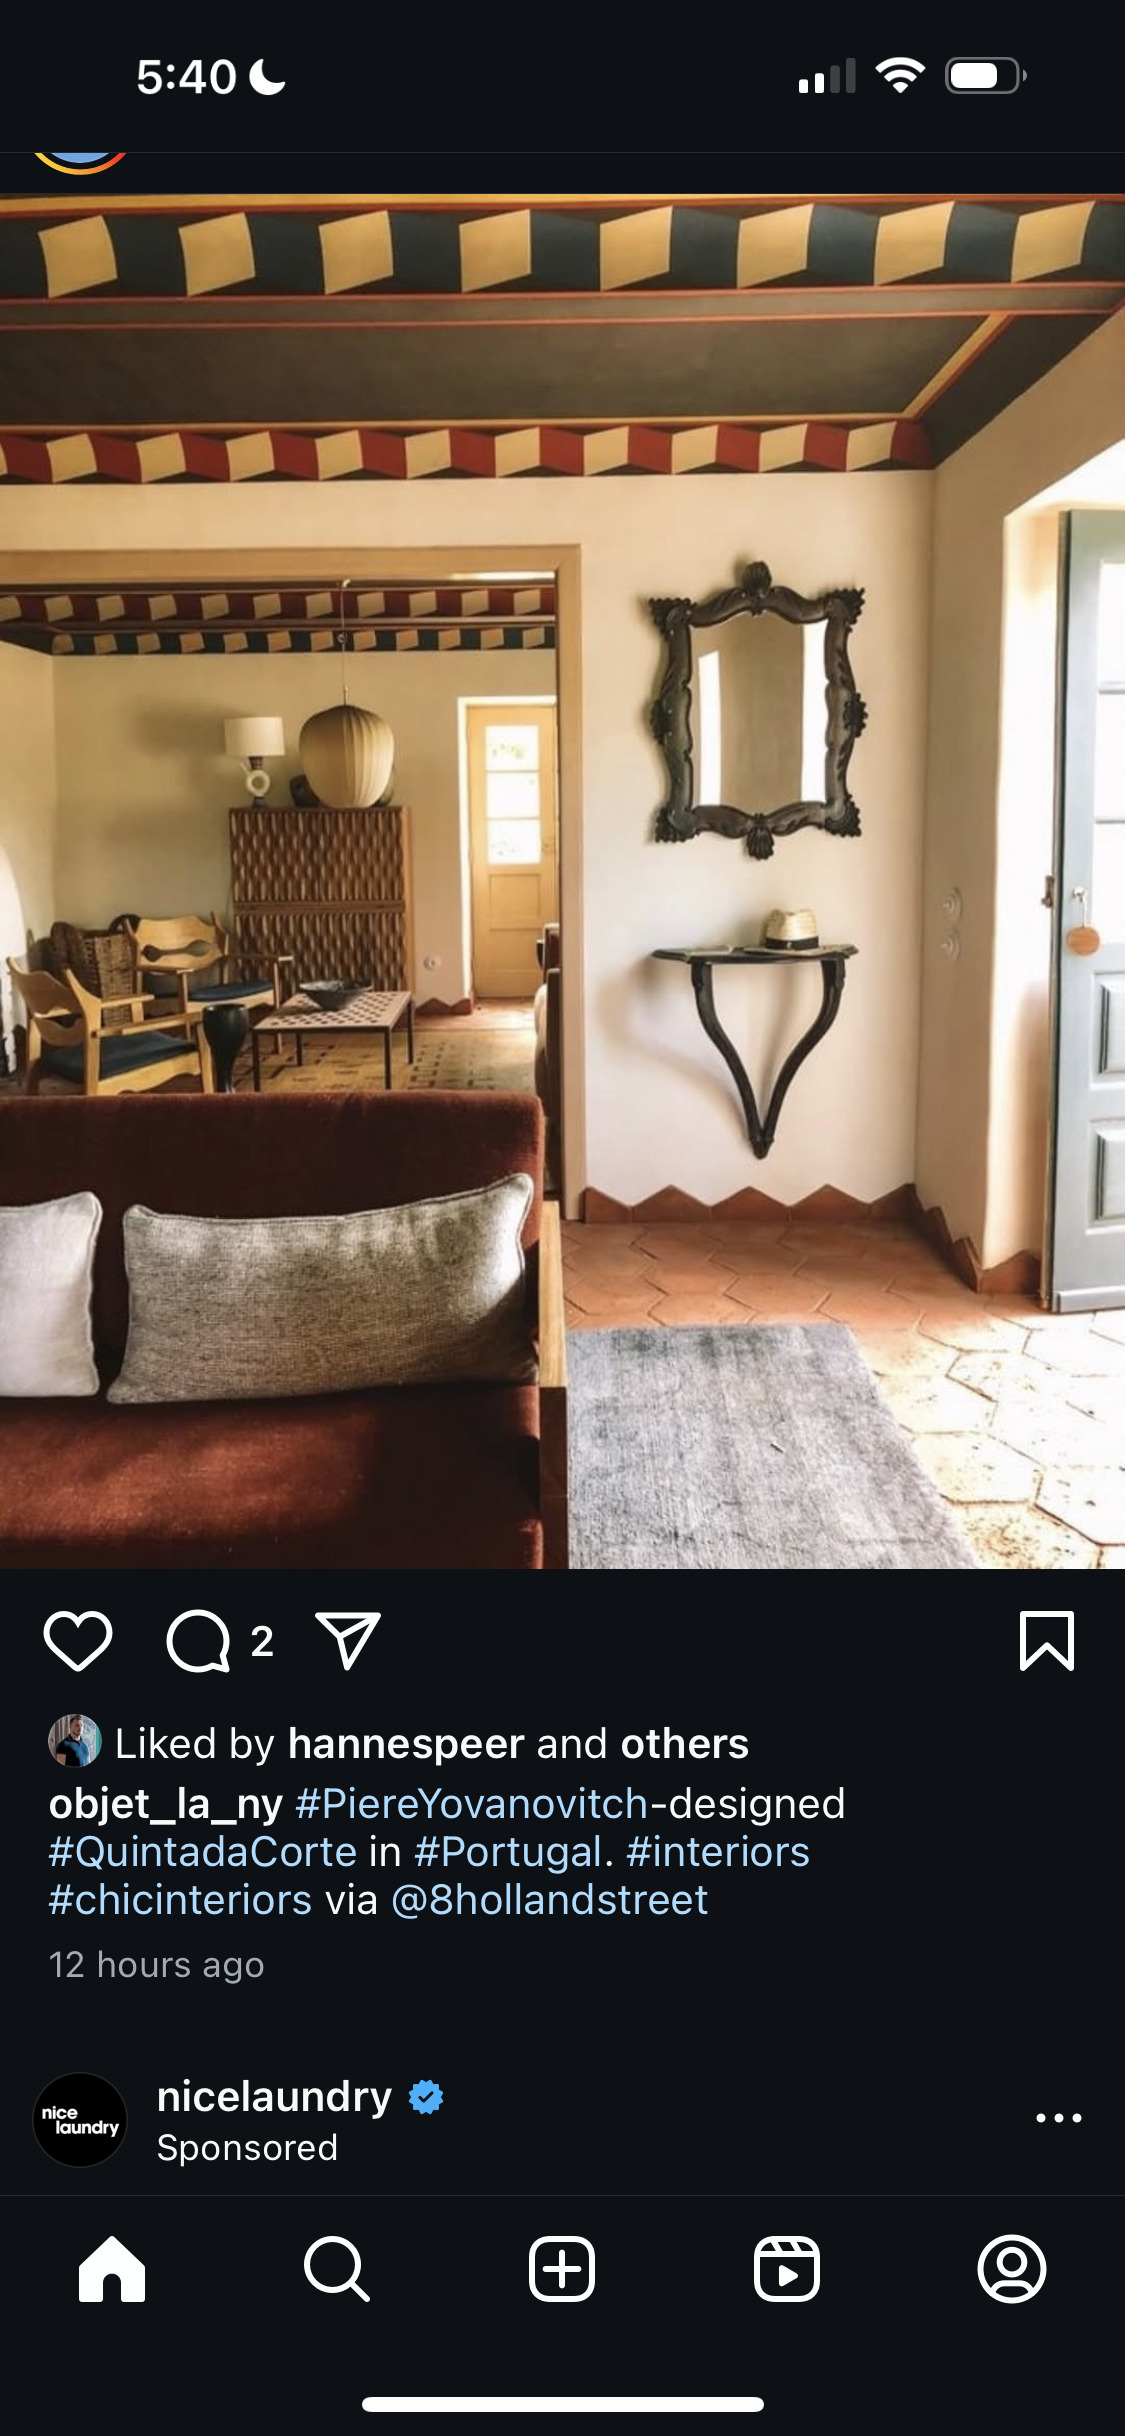 5:40
2
Liked by hannespeer and others
objet_la_ny #PiereYovanovitch-designed
#QuintadaCorte in #Portugal. #interiors
#chicinteriors via @8hollandstreet
12 hours ago
nice
laundry
nicelaundry
Sponsored